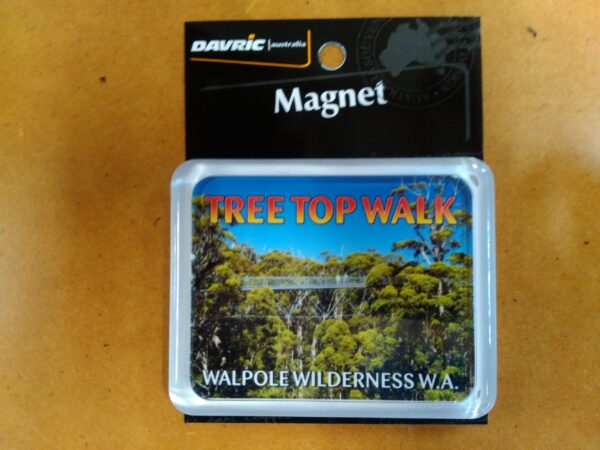 DAVRIC australia
Magnet
TREE TOP WALK
WALPOLE WILDERNESS W.A.